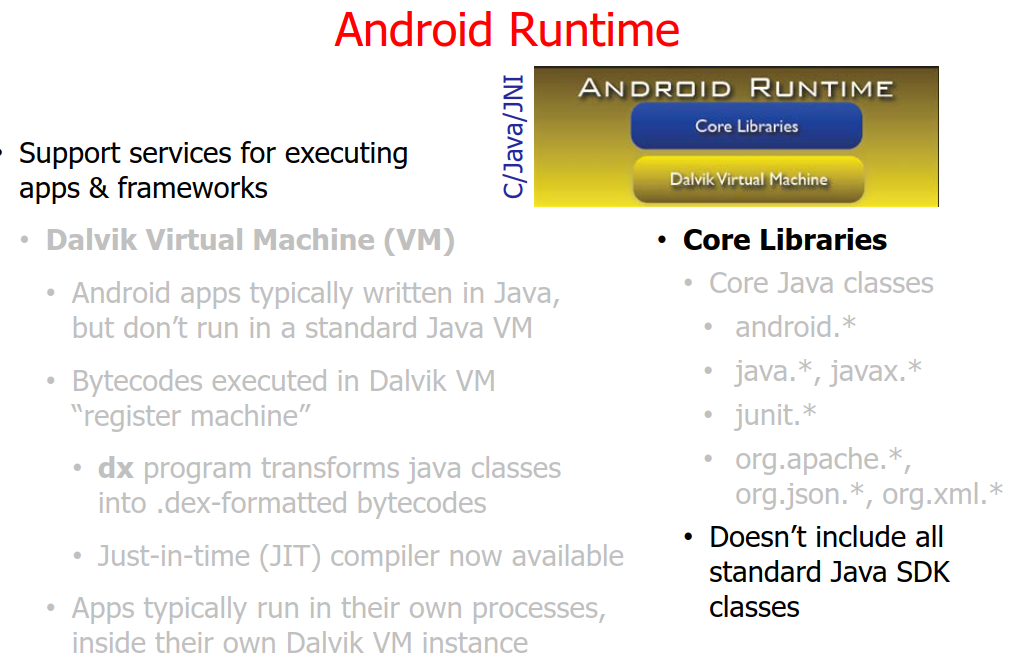 Android Runtime
C/Java/JNI
ANDROID RUNTIME
Core Libraries
Dalvik Virtual Machine
• Support services for executing
apps & frameworks
• Dalvik Virtual Machine (VM)
• Android apps typically written in Java,
but don’t run in a standard Java VM
• Bytecodes executed in Dalvik VM
“register machine”
• dx program transforms java classes
into .dex-formatted bytecodes
• Just-in-time (JIT) compiler now available
• Apps typically run in their own processes,
inside their own Dalvik VM instance
• Core Libraries
• Core Java classes
• android.*
• java.*, javax.*
• junit.*
• org.apache.*,
org.json.*, org.xml.*
• Doesn’t include all
standard Java SDK
classes